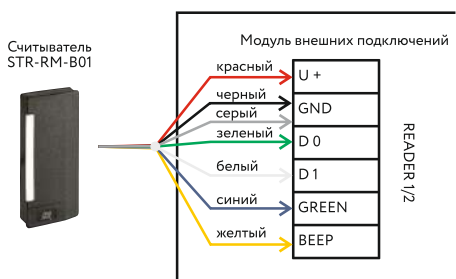 Считыватель
STR-RM-B01
Модуль внешних подключений
красный
U +
черный
GND
серый
зеленый
D 0
белый
D 1
синий
GREEN
желтый
BEEP
READER 1/2